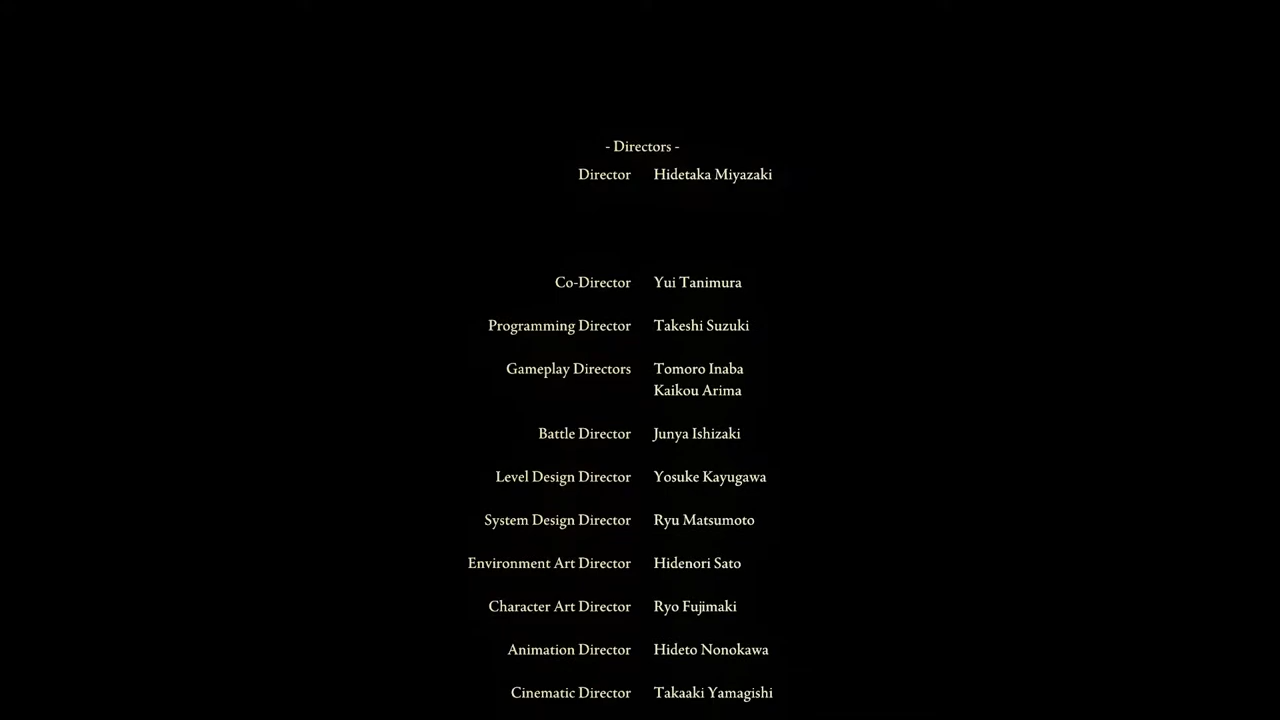 - Directors -
Director Hidetaka Miyazaki
Co-Director Yui Tanimura
Programming Director Takeshi Suzuki
Gameplay Directors Tomoro Inaba
Kaikou Arima
Battle Director Junya Ishizaki
Level Design Director Yosuke Kayugawa
System Design Director Ryu Matsumoto
Environment Art Director Hidenori Sato
Character Art Director Ryo Fujimaki
Animation Director Hideto Nonokawa
Cinematic Director Takaaki Yamagishi